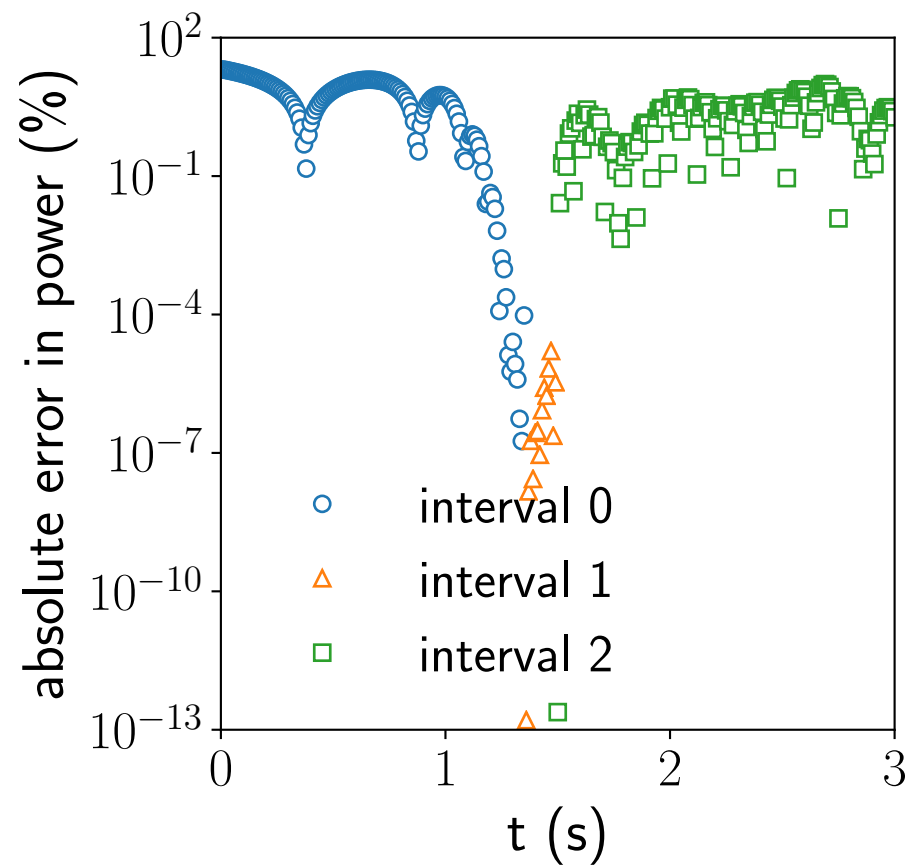 absolute error in power (%)
10^2
10^{-1}
10^{-4}
10^{-7}
10^{-10}
10^{-13}
interval 0
interval 1
interval 2
0 1 2 3
t (s)